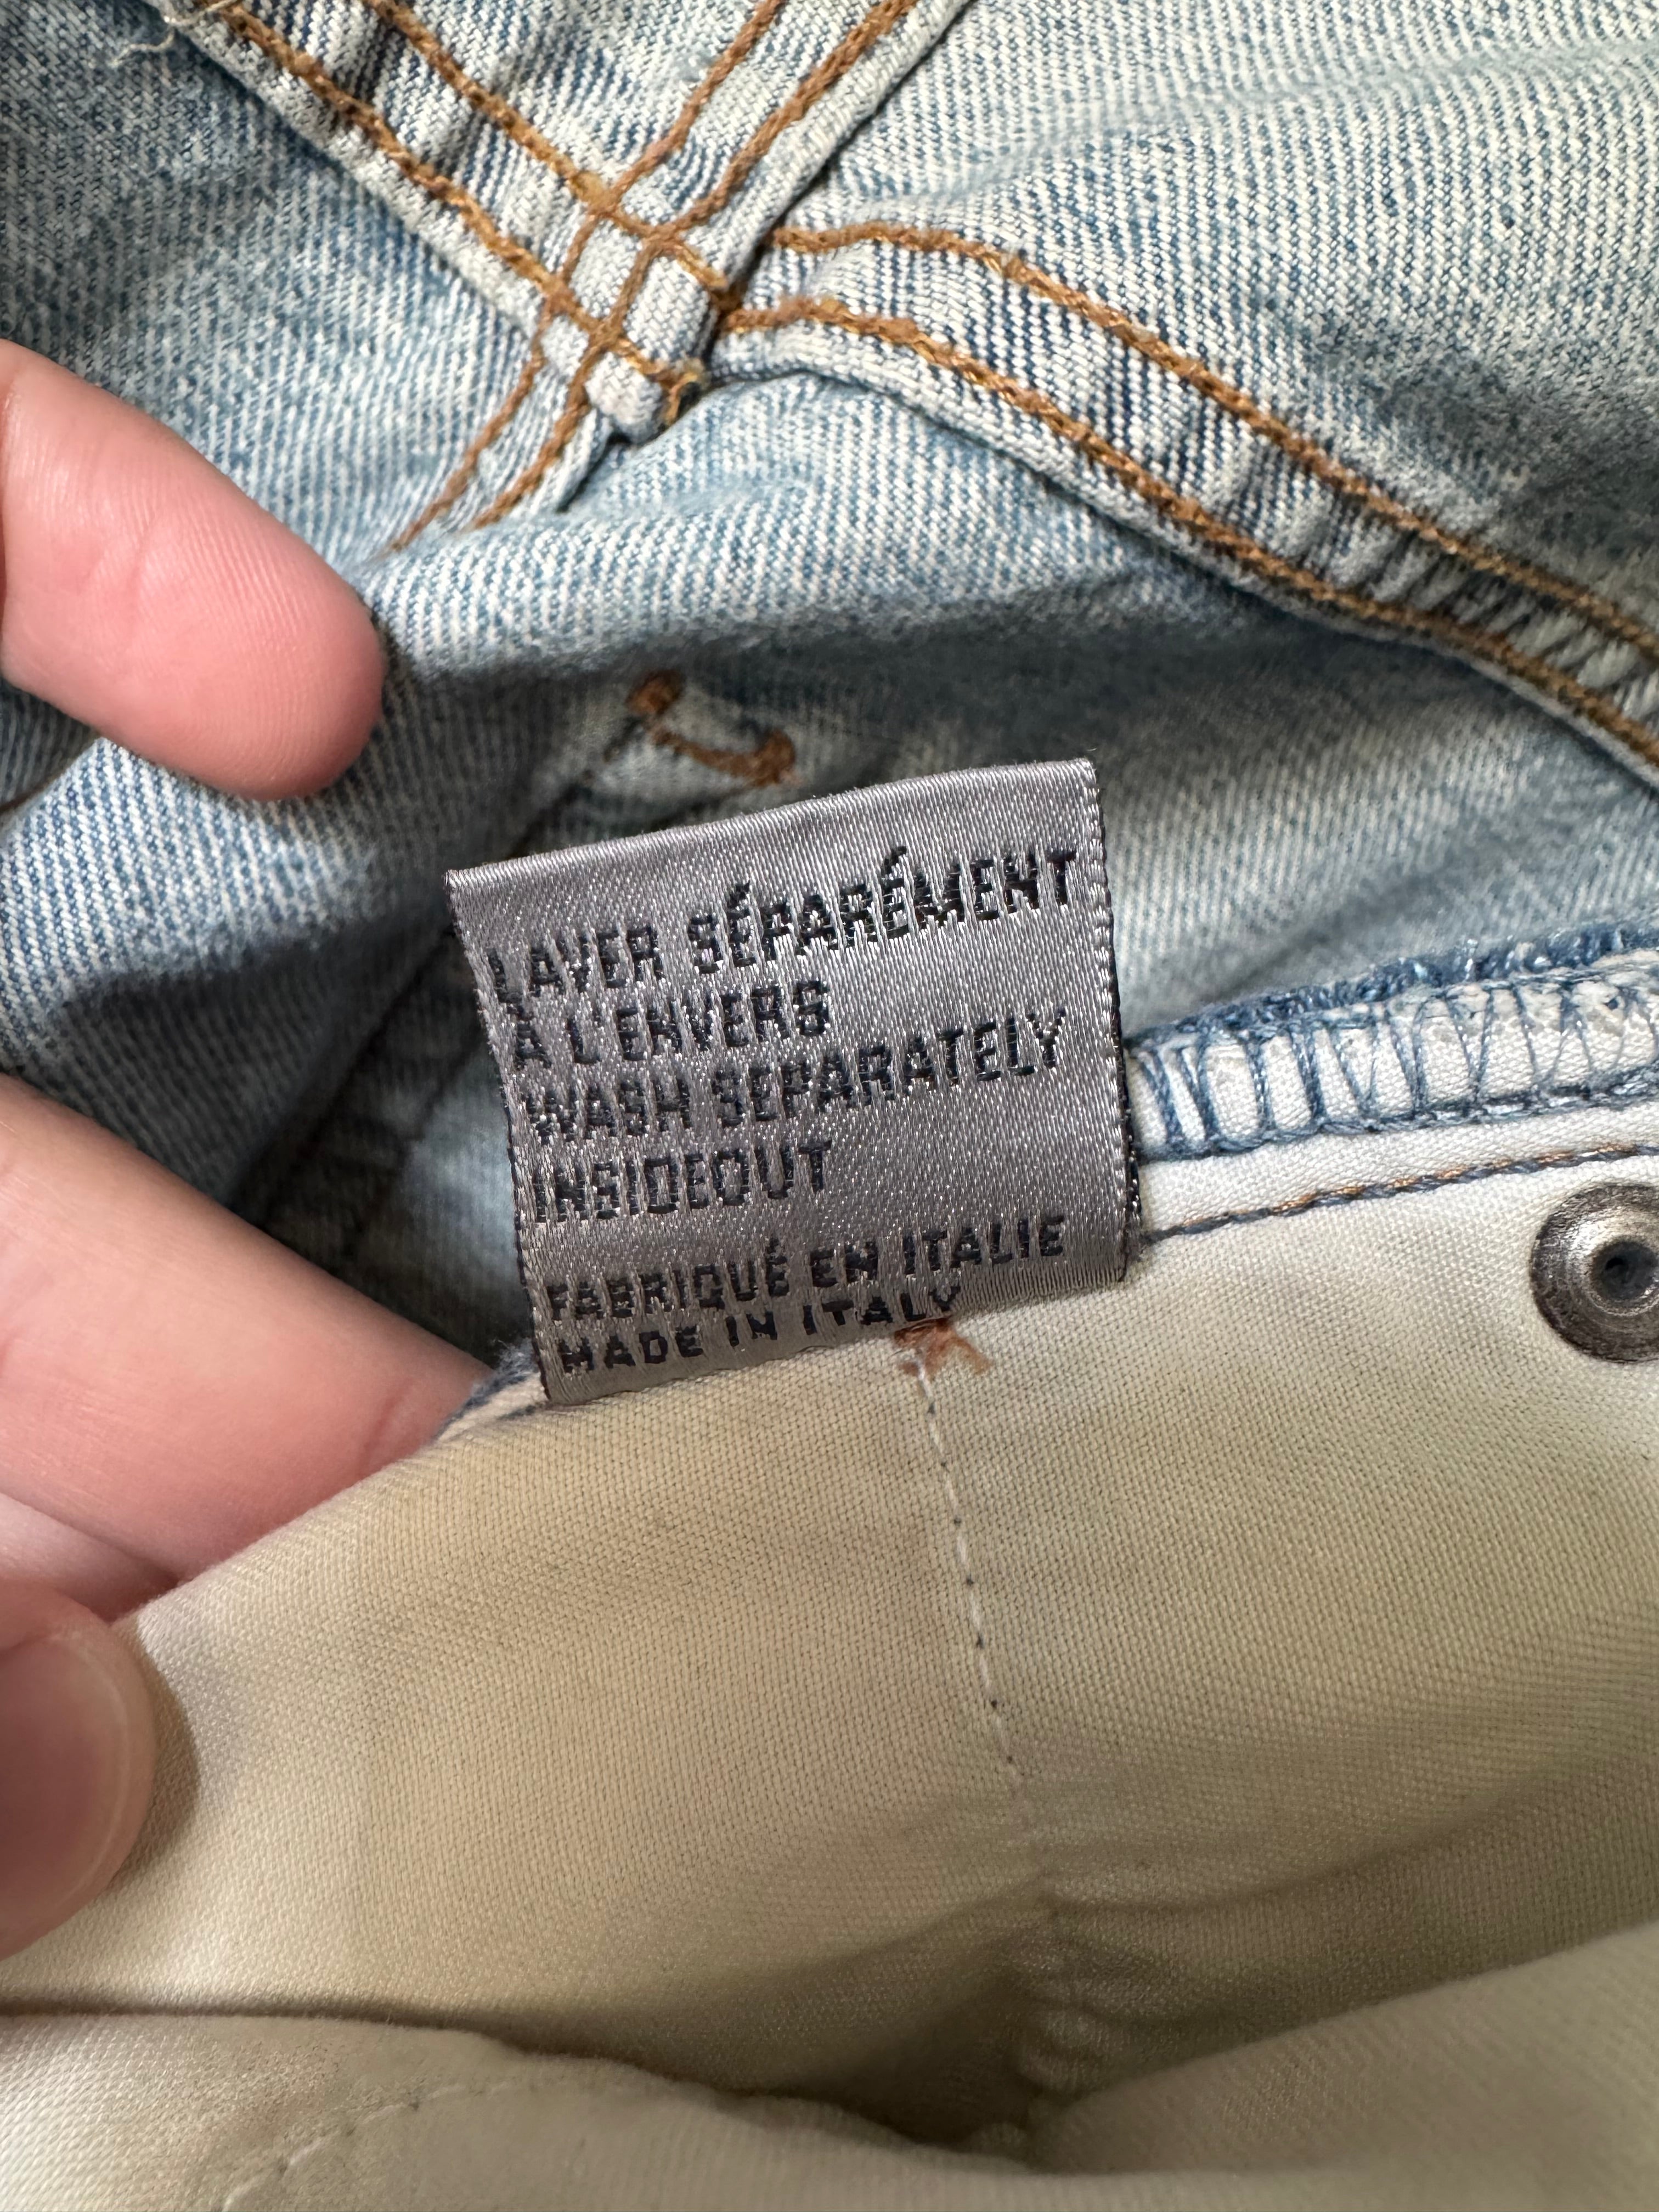 LAVER SÉPARÉMENT
À L'ENVERS
WASH SEPARATELY
INSIDEOUT
FABRIQUÉ EN ITALIE
MADE IN ITALY